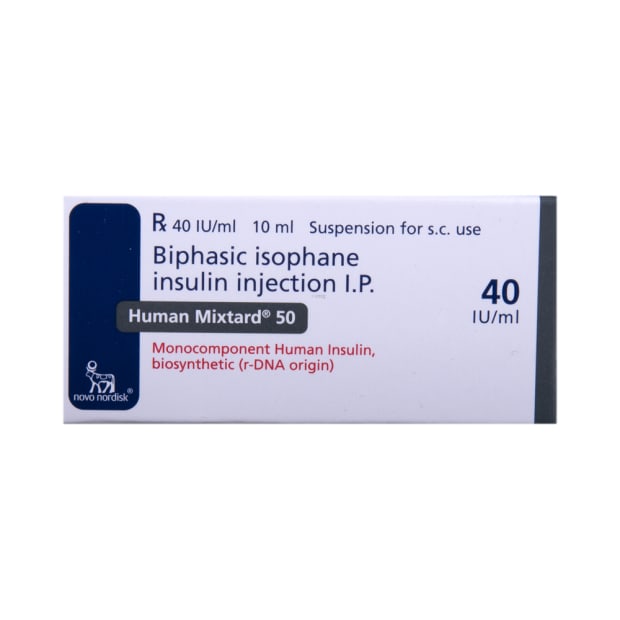 ℞ 40 IU/ml 10 ml Suspension for s.c. use
Biphasic isophane
insulin injection I.P.
40
IU/ml
Human Mixtard® 50
Monocomponent Human Insulin,
biosynthetic (r-DNA origin)
novo nordisk®